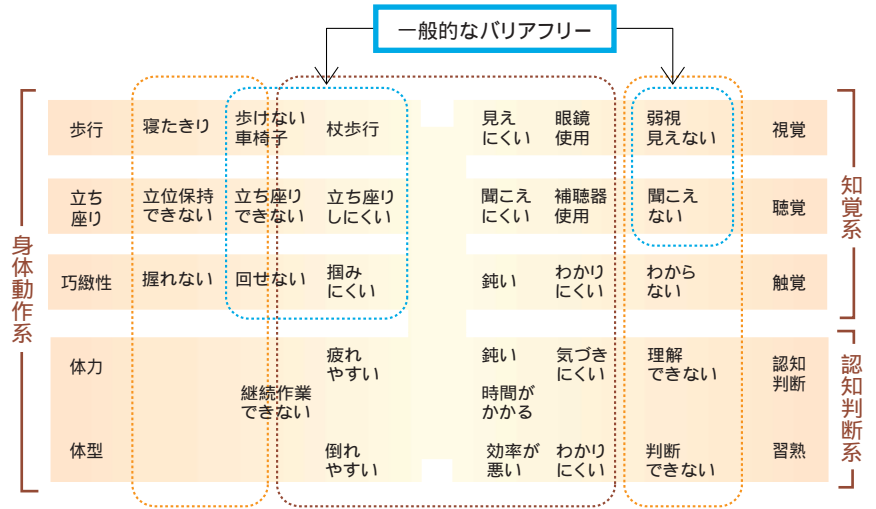 一般的なバリアフリー
身体動作系
歩行
寝たきり
歩けない
車椅子
杖歩行
見え
にくい
眼鏡
使用
弱視
見えない
視覚
立ち
座り
立位保持
できない
立ち座り
できない
立ち座り
しにくい
聞こえ
にくい
補聴器
使用
聞こえ
ない
聴覚
巧緻性
握れない
回せない
掴み
にくい
鈍い
わかり
にくい
わから
ない
触覚
知覚系
体力
疲れ
やすい
鈍い
気づき
にくい
理解
できない
認知
判断
継続作業
できない
時間が
かかる
体型
倒れ
やすい
効率が
悪い
わかり
にくい
判断
できない
習熟
認知判断系